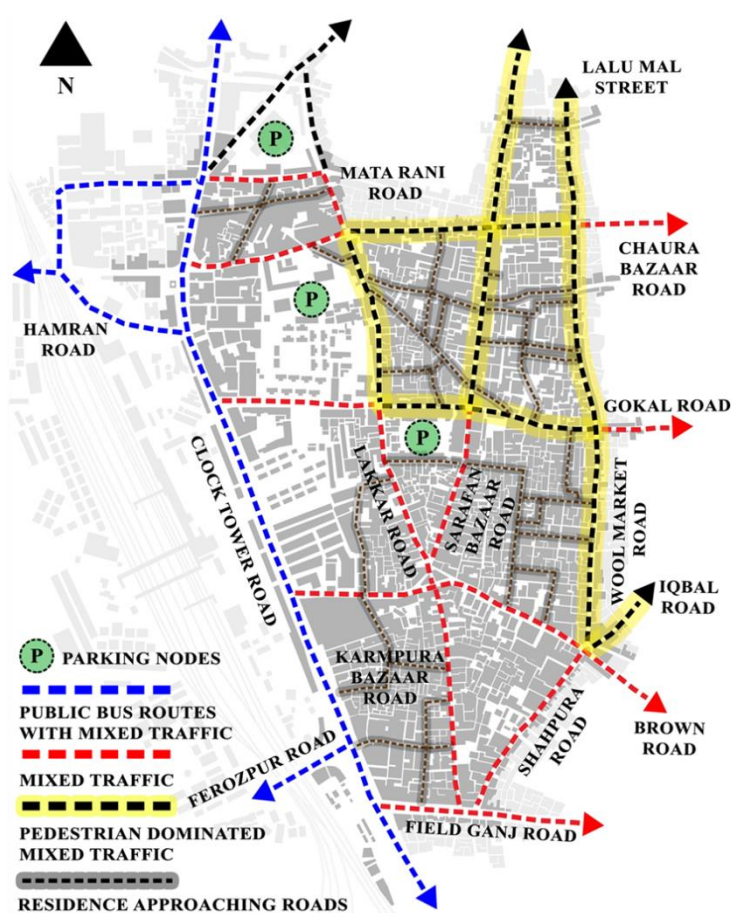 N
LALU MAL
STREET
P
MATA RANI
ROAD
CHAURA
BAZAAR
ROAD
P
HAMRAN
ROAD
GOKAL ROAD
P
CLOCK TOWER ROAD
LAKKAR ROAD
SARAFAN
BAZAAR
ROAD
WOOL MARKET
ROAD
IQBAL
ROAD
KARMPURA
BAZAAR
ROAD
SHAHPURA
ROAD
BROWN
ROAD
FEROZPUR ROAD
FIELD GANJ ROAD
P PARKING NODES
PUBLIC BUS ROUTES
WITH MIXED TRAFFIC
MIXED TRAFFIC
PEDESTRIAN DOMINATED
MIXED TRAFFIC
RESIDENCE APPROACHING ROADS